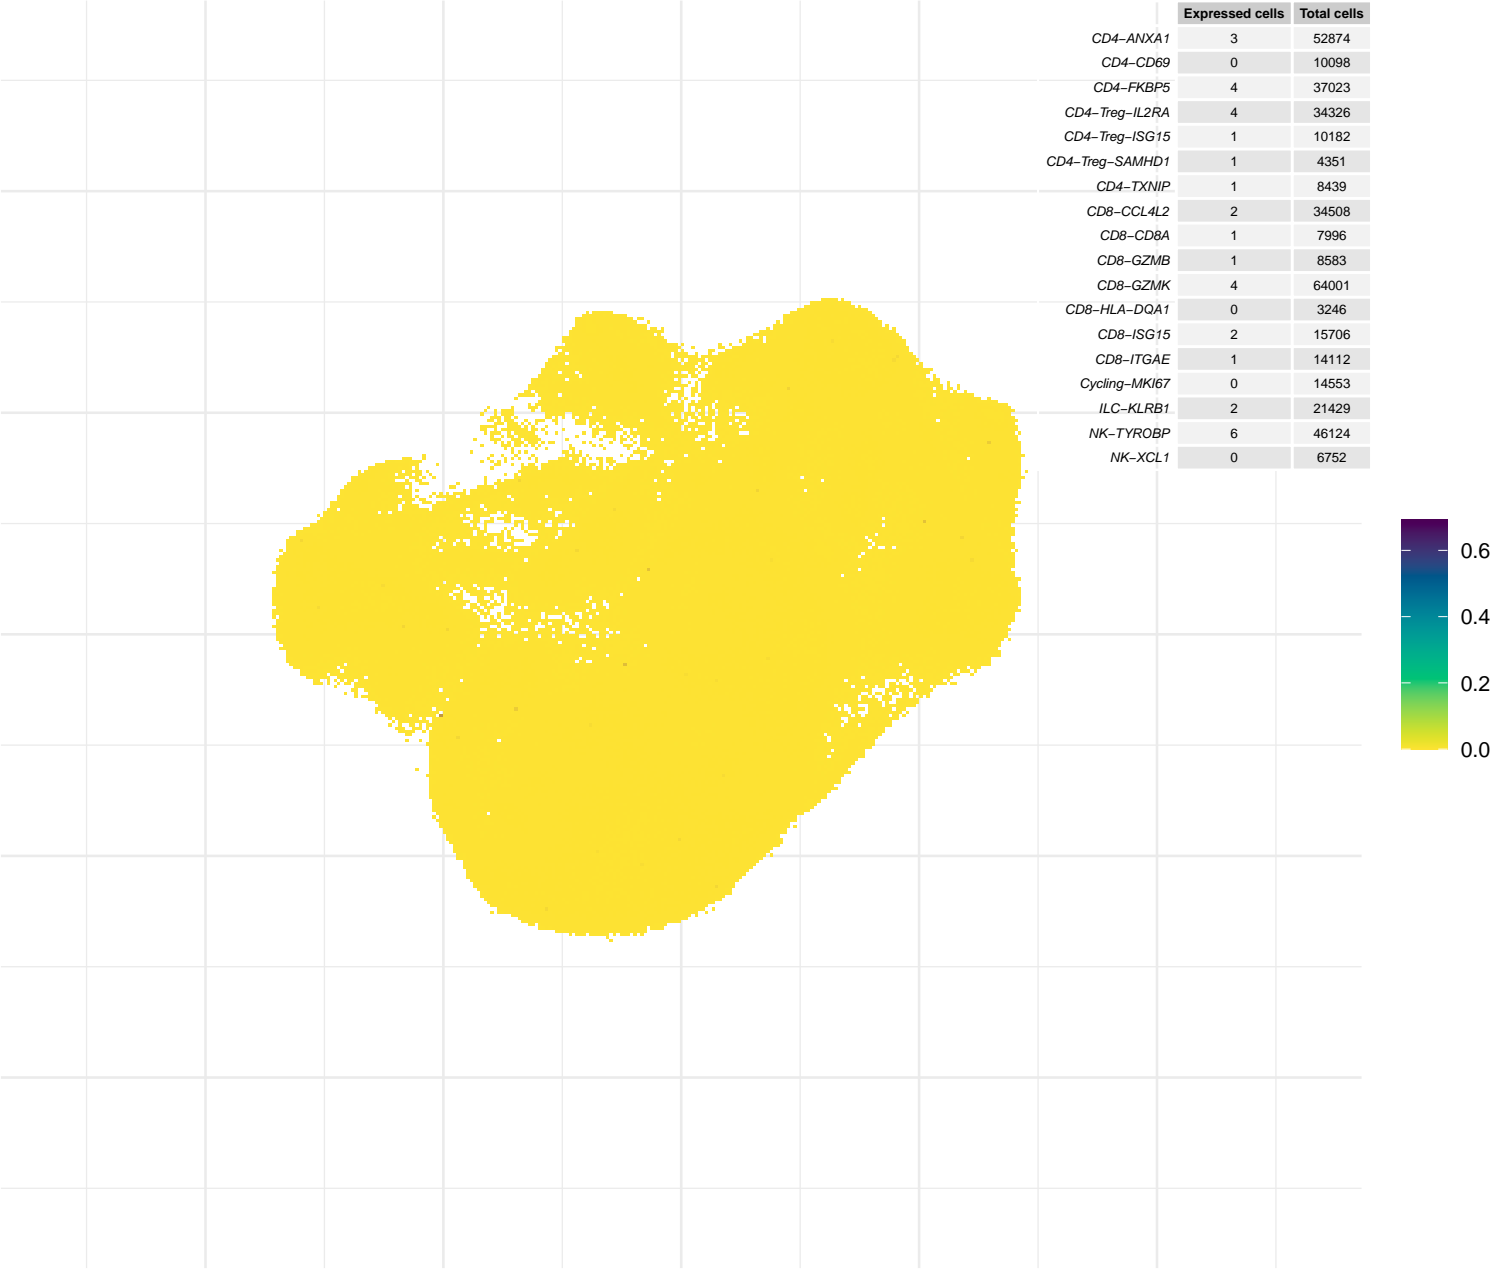 Expressed cells Total cells
CD4−ANXA1 3 52874
CD4−CD69 0 10098
CD4−FKBP5 4 37023
CD4−Treg−IL2RA 4 34326
CD4−Treg−ISG15 1 10182
CD4−Treg−SAMHD1 1 4351
CD4−TXNIP 1 8439
CD8−CCL4L2 2 34508
CD8−CD8A 1 7996
CD8−GZMB 1 8583
CD8−GZMK 4 64001
CD8−HLA−DQA1 0 3246
CD8−ISG15 2 15706
CD8−ITGAE 1 14112
Cycling−MKI67 0 14553
ILC−KLRB1 2 21429
NK−TYROBP 6 46124
NK−XCL1 0 6752
0.6
0.4
0.2
0.0